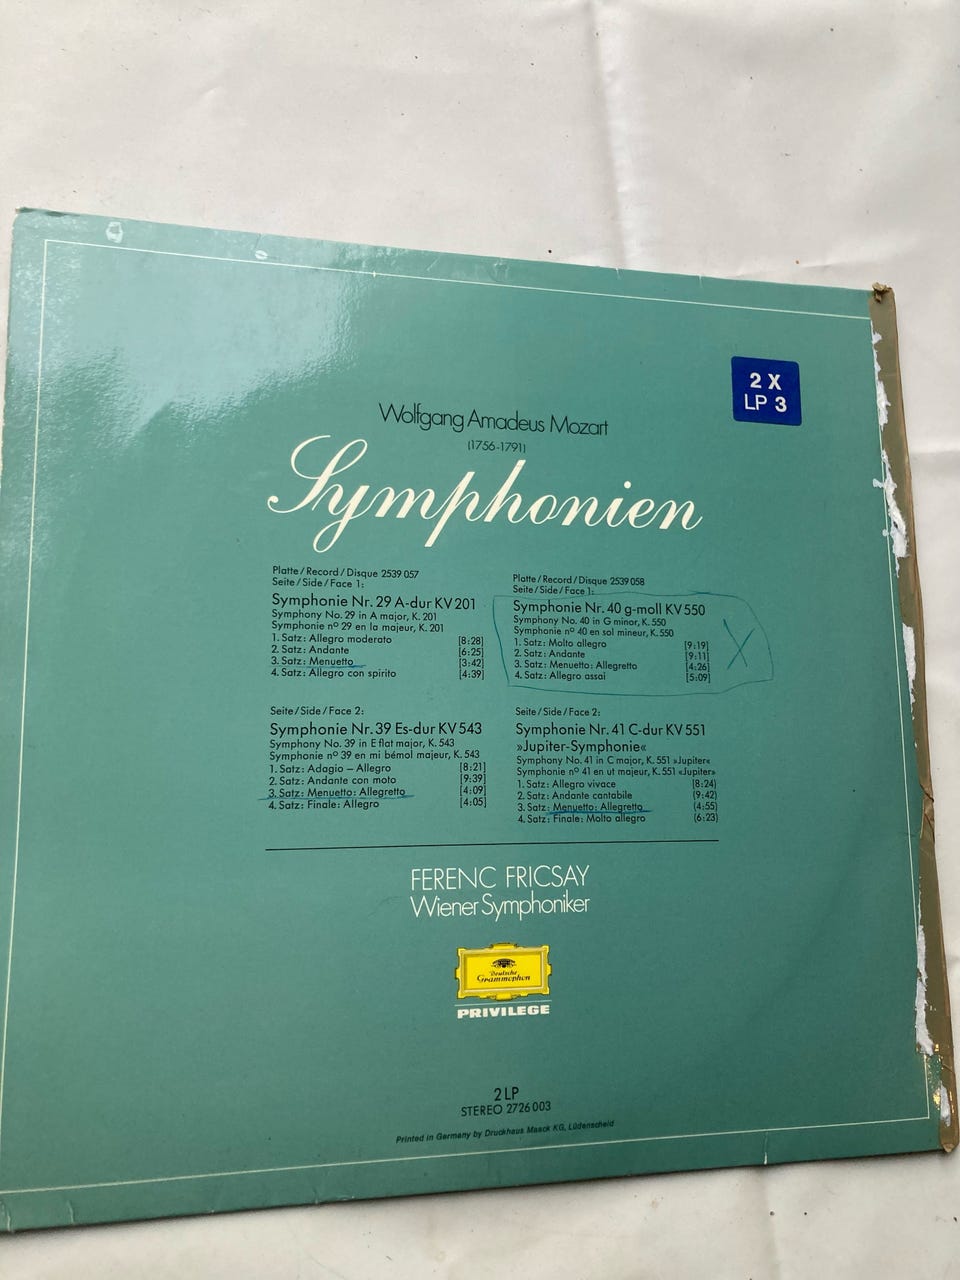 2 X
LP 3
Wolfgang Amadeus Mozart
(1756-1791)
Symphonien
Platte/Record/Disque 2539 057
Seite/Side/Face 1:
Symphonie Nr. 29 A-dur KV 201
Symphony No. 29 in A major, K. 201
Symphonie nº 29 en la majeur, K. 201
1. Satz: Allegro moderato [8:28]
2. Satz: Andante [6:25]
3. Satz: Menuetto [3:42]
4. Satz: Allegro con spirito [4:39]
Seite/Side/Face 2:
Symphonie Nr. 39 Es-dur KV 543
Symphony No. 39 in E flat major, K. 543
Symphonie nº 39 en mi bémol majeur, K. 543
1. Satz: Adagio – Allegro [8:21]
2. Satz: Andante con moto [9:39]
3. Satz: Menuetto: Allegretto [4:09]
4. Satz: Finale: Allegro [4:05]
Platte/Record/Disque 2539 058
Seite/Side/Face 1:
Symphonie Nr. 40 g-moll KV 550
Symphony No. 40 in G minor, K. 550
Symphonie nº 40 en sol mineur, K. 550
1. Satz: Molto allegro [9:19]
2. Satz: Andante [9:11]
3. Satz: Menuetto: Allegretto [4:26]
4. Satz: Allegro assai [5:09]
X
Seite/Side/Face 2:
Symphonie Nr. 41 C-dur KV 551
»Jupiter-Symphonie«
Symphony No. 41 in C major, K. 551 »Jupiter«
Symphonie nº 41 en ut majeur, K. 551 «Jupiter»
1. Satz: Allegro vivace (8:24)
2. Satz: Andante cantabile (9:42)
3. Satz: Menuetto: Allegretto (4:55)
4. Satz: Finale: Molto allegro (6:23)
FERENC FRICSAY
Wiener Symphoniker
Deutsche
Grammophon
PRIVILEGE
2 LP
STEREO 2726 003
Printed in Germany by Druckhaus Maack KG, Lüdenscheid